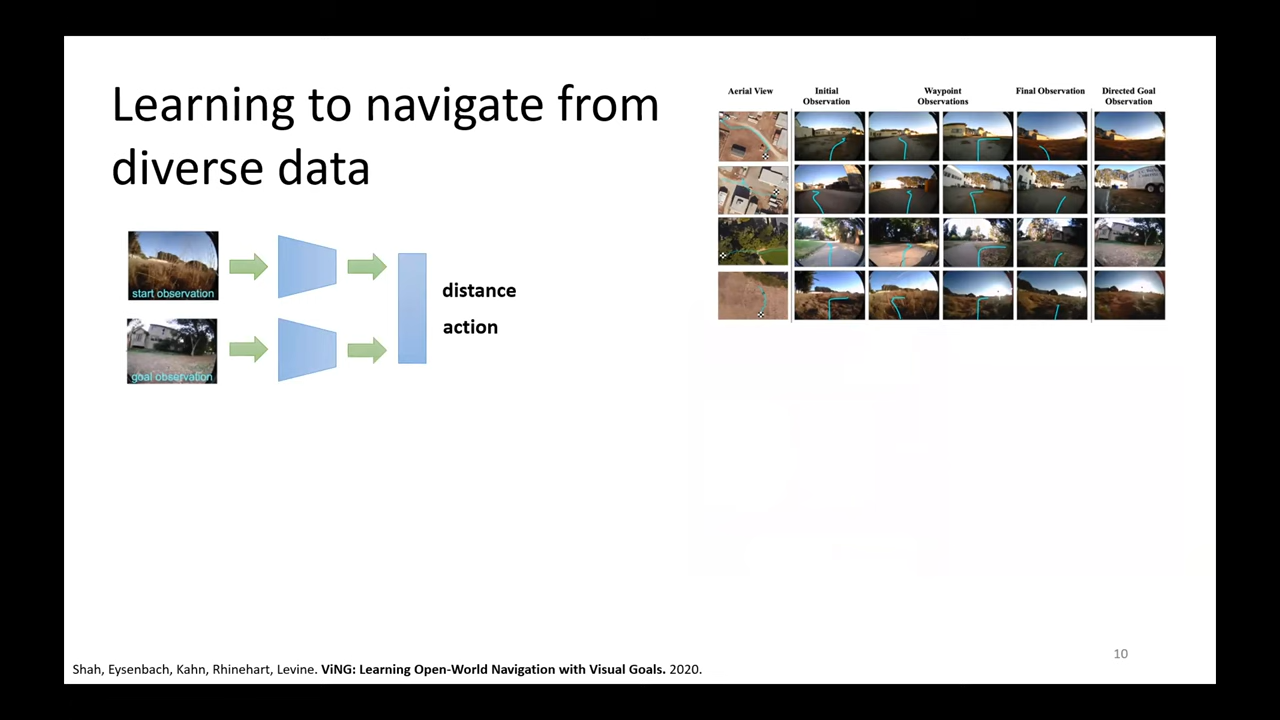 Learning to navigate from
diverse data
start observation
goal observation
distance
action
Aerial View
Initial
Observation
Waypoint
Observations
Final Observation
Directed Goal
Observation
10
Shah, Eysenbach, Kahn, Rhinehart, Levine. ViNG: Learning Open-World Navigation with Visual Goals. 2020.